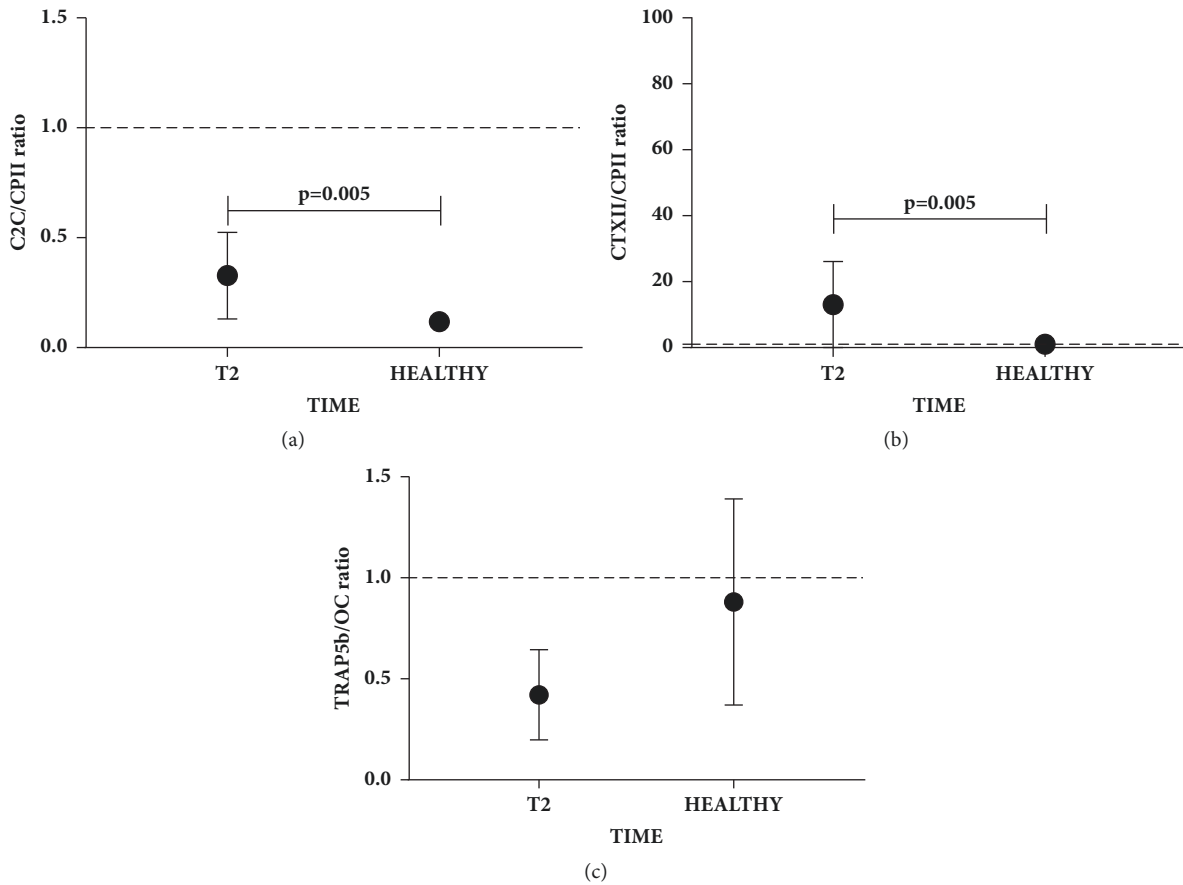 1.5
1.0
0.5
0.0
C2C/CPII ratio
p=0.005
T2 HEALTHY
TIME
(a)
100
80
60
40
20
0
CTXII/CPII ratio
p=0.005
T2 HEALTHY
TIME
(b)
1.5
1.0
0.5
0.0
TRAP5b/OC ratio
T2 HEALTHY
TIME
(c)